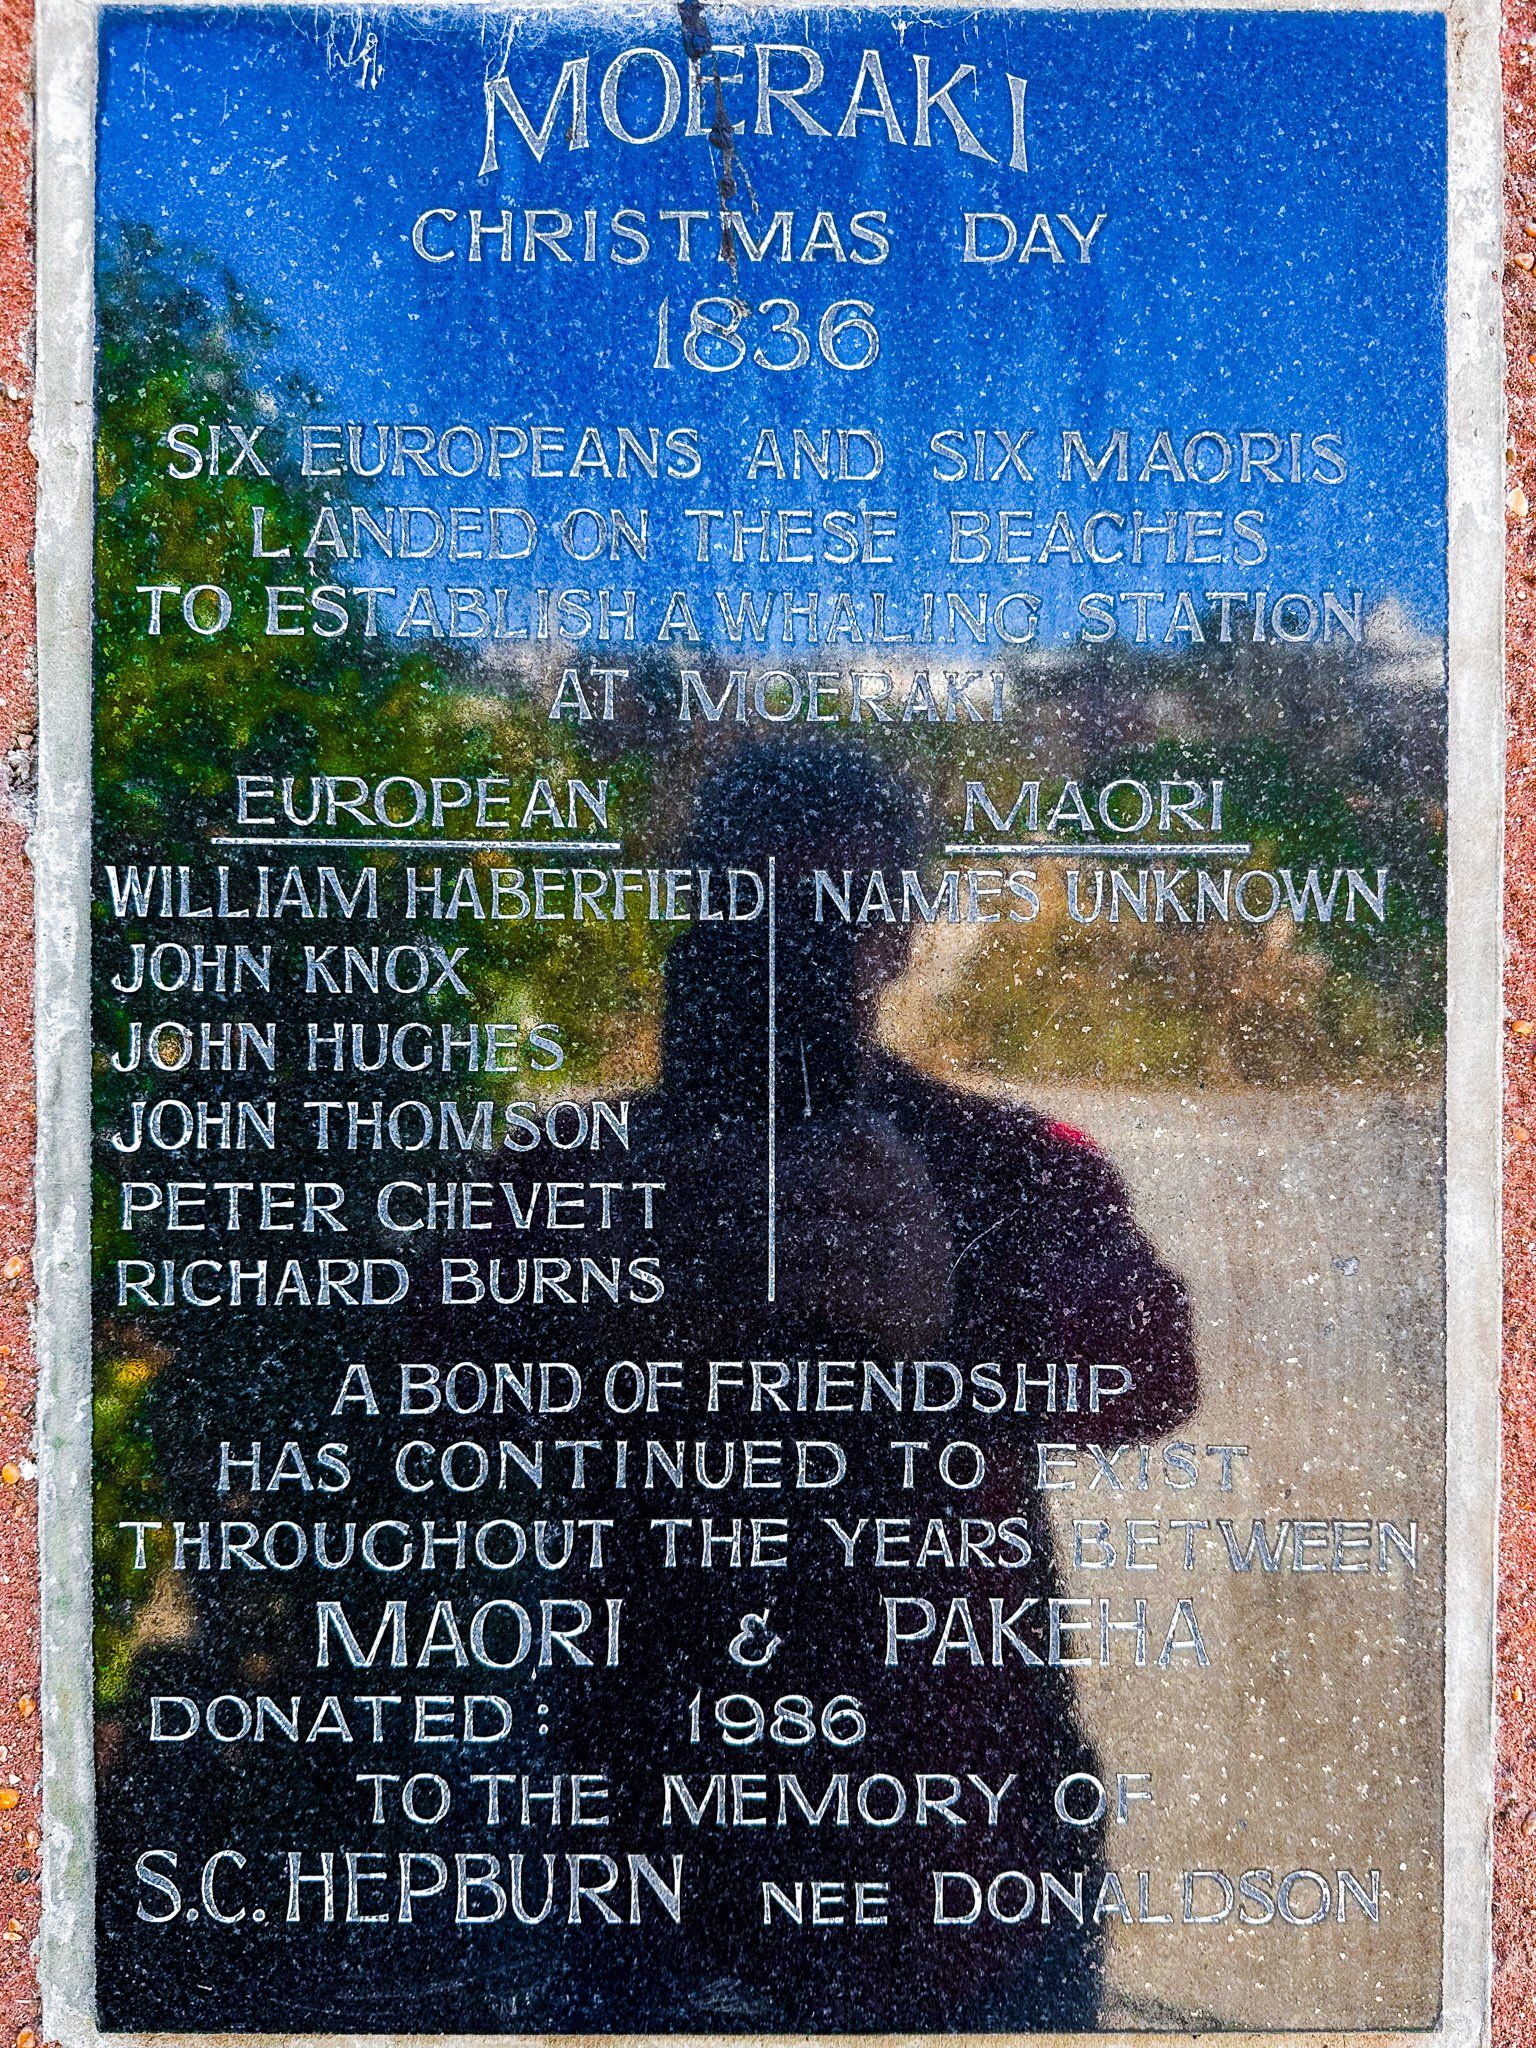 MOERAKI
CHRISTMAS DAY
1836
SIX EUROPEANS AND SIX MAORIS
LANDED ON THESE BEACHES
TO ESTABLISH A WHALING STATION
AT MOERAKI
EUROPEAN MAORI
WILLIAM HABERFIELD NAMES UNKNOWN
JOHN KNOX
JOHN HUGHES
JOHN THOMSON
PETER CHEVETT
RICHARD BURNS
A BOND OF FRIENDSHIP
HAS CONTINUED TO EXIST
THROUGHOUT THE YEARS BETWEEN
MAORI & PAKEHA
DONATED: 1986
TO THE MEMORY OF
S.C. HEPBURN NEE DONALDSON